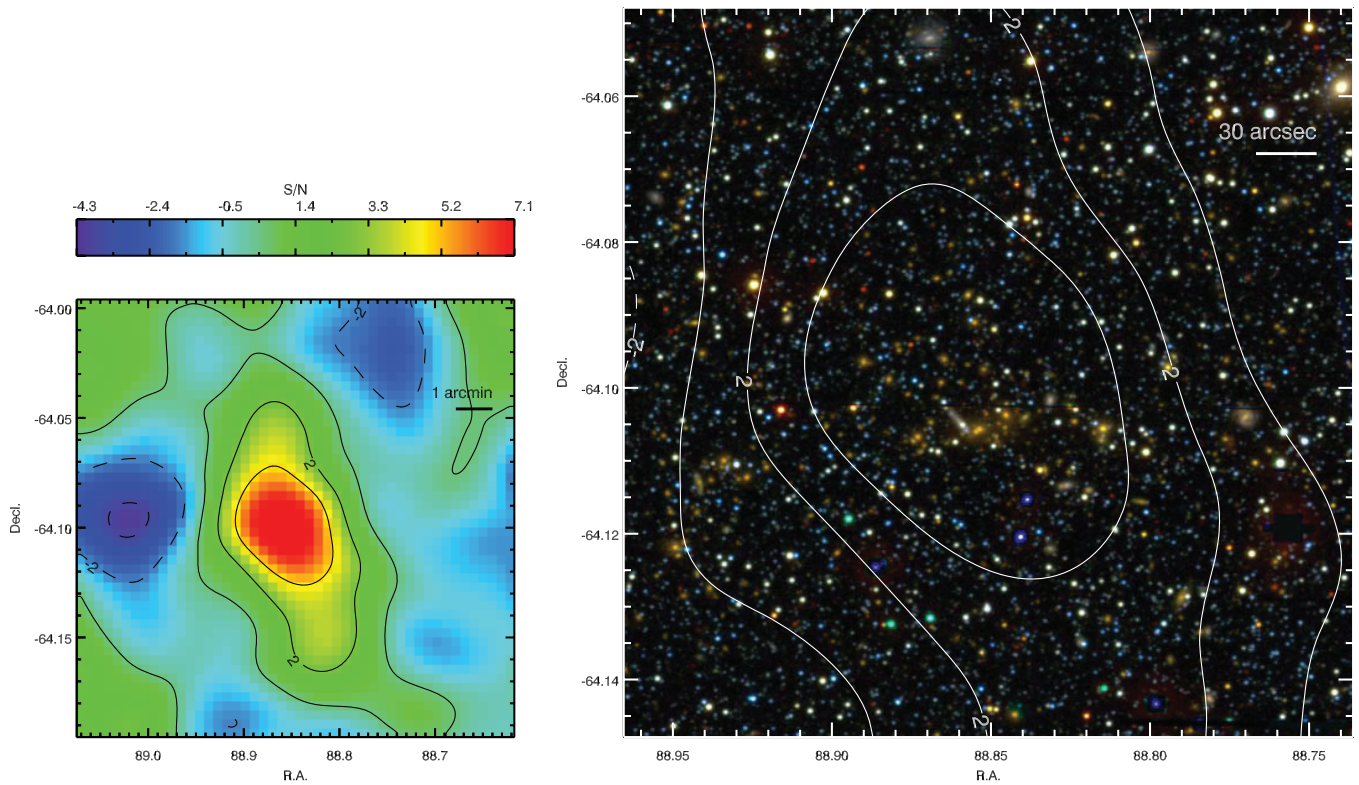 S/N
-4.3 -2.4 -0.5 1.4 3.3 5.2 7.1
-64.00
-64.05
-64.10
-64.15
Decl.
89.0 88.9 88.8 88.7
R.A.
1 arcmin
-2
2
-2
2
-64.06
-64.08
-64.10
-64.12
-64.14
Decl.
88.95 88.90 88.85 88.80 88.75
R.A.
30 arcsec
2
-2
2
2
2